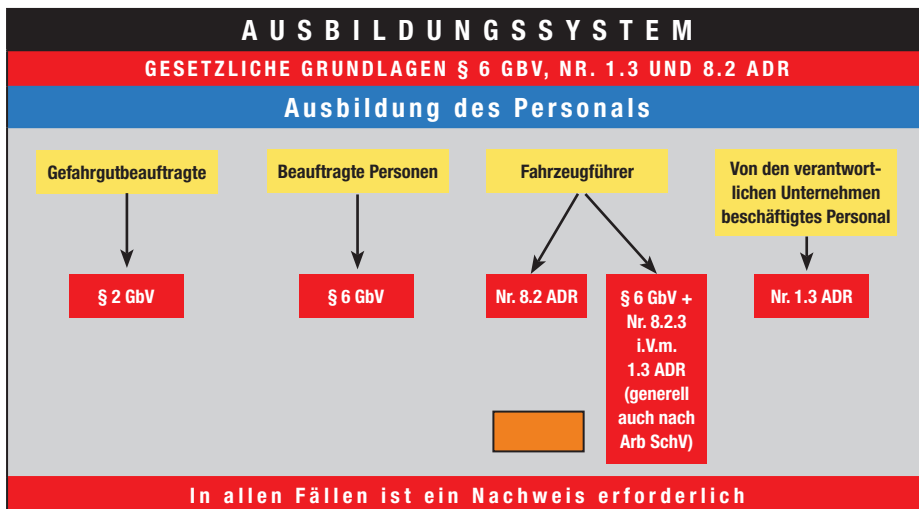 AUSBILDUNGSSYSTEM
GESETZLICHE GRUNDLAGEN § 6 GBV, NR. 1.3 UND 8.2 ADR
Ausbildung des Personals
Gefahrgutbeauftragte
Beauftragte Personen
Fahrzeugführer
Von den verantwort-
lichen Unternehmen
beschäftigtes Personal
§ 2 GbV
§ 6 GbV
Nr. 8.2 ADR
§ 6 GbV +
Nr. 8.2.3
i.V.m.
1.3 ADR
(generell
auch nach
Arb SchV)
Nr. 1.3 ADR
In allen Fällen ist ein Nachweis erforderlich